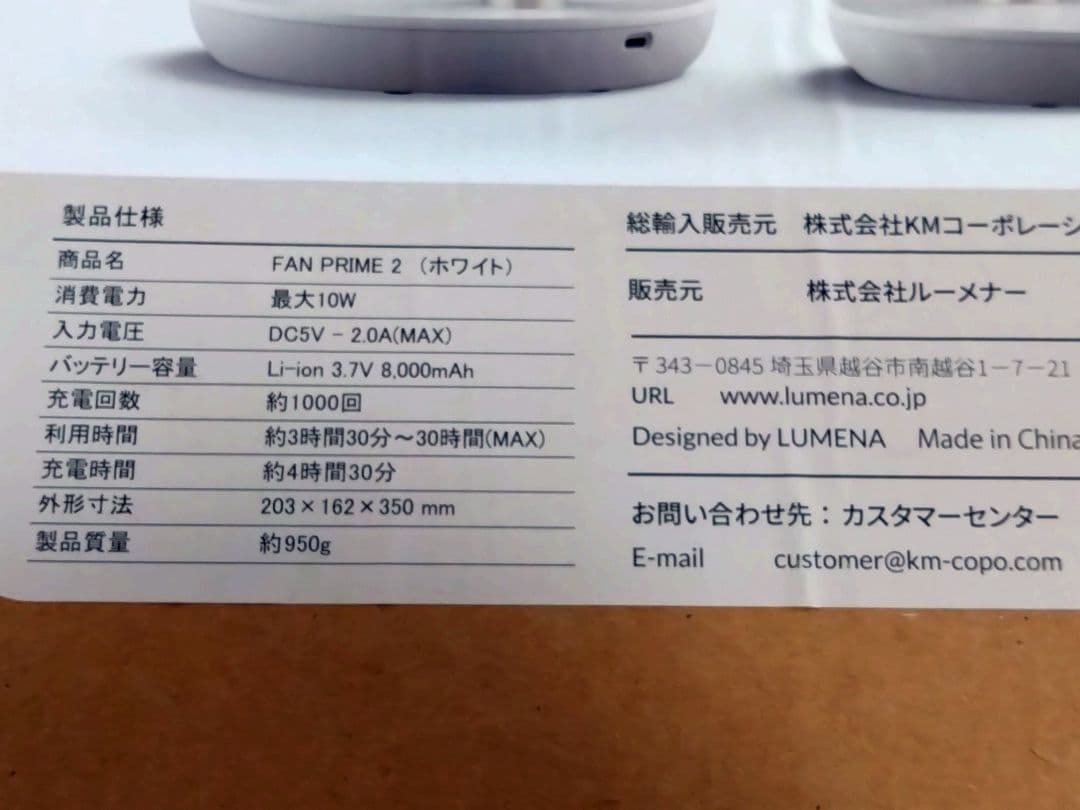 製品仕様
商品名 FAN PRIME 2 （ホワイト）
消費電力 最大10W
入力電圧 DC5V － 2.0A(MAX)
バッテリー容量 Li-ion 3.7V 8,000mAh
充電回数 約1000回
利用時間 約3時間30分～30時間(MAX)
充電時間 約4時間30分
外形寸法 203×162×350 mm
製品質量 約950g
総輸入販売元 株式会社KMコーポレーシ
販売元 株式会社ルーメナー
〒343－0845 埼玉県越谷市南越谷1－7－21
URL www.lumena.co.jp
Designed by LUMENA Made in China
お問い合わせ先：カスタマーセンター
E-mail customer@km-copo.com